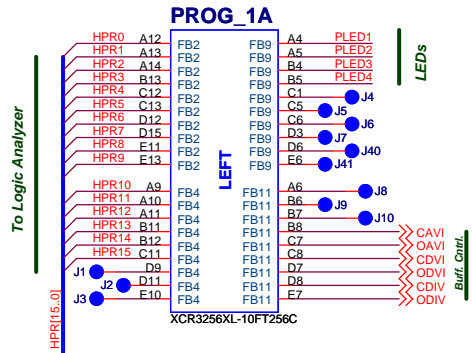 PROG_1A
HPR0 A12 FB2 FB9 A4 PLED1
HPR1 A13 FB2 FB9 A5 PLED2
HPR2 A14 FB2 FB9 B4 PLED3
HPR3 B13 FB2 FB9 B5 PLED4
HPR4 C12 FB2 FB9 C1 J4
HPR5 C13 FB2 FB9 C5 J5
HPR6 D12 FB2 FB9 C6 J6
HPR7 D15 FB2 FB9 D3 J7
HPR8 E11 FB2 FB9 D6 J40
HPR9 E13 FB2 FB9 E6 J41
LEFT
HPR10 A9 FB4 FB11 A6 J8
HPR11 A10 FB4 FB11 B6 J9
HPR12 A11 FB4 FB11 B7 J10
HPR13 B11 FB4 FB11 B8 CAVI
HPR14 B12 FB4 FB11 C7 OAVI
HPR15 C11 FB4 FB11 C8 CDVI
J1 D9 FB4 FB11 D7 ODVI
J2 D11 FB4 FB11 D8 CDIV
J3 E10 FB4 FB11 E7 ODIV
XCR3256XL-10FT256C
To Logic Analyzer
HPR[15..0]
LEDs
Buff. Cntrl.